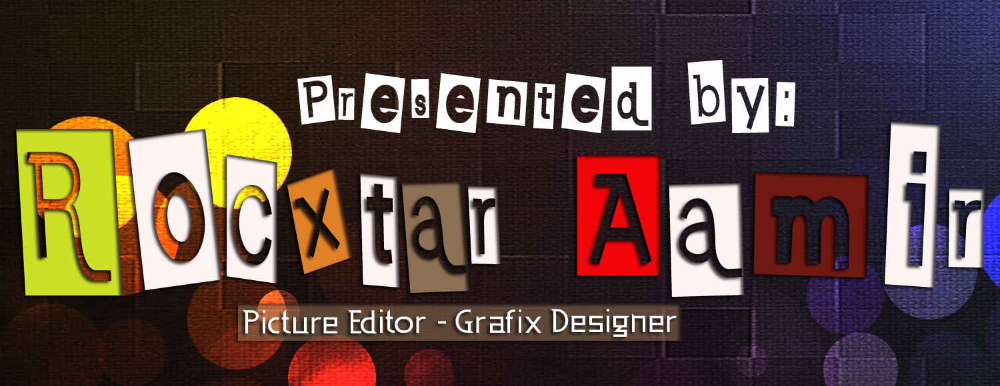 Presented by:
Rocxtar Aamir
Picture Editor - Grafix Designer